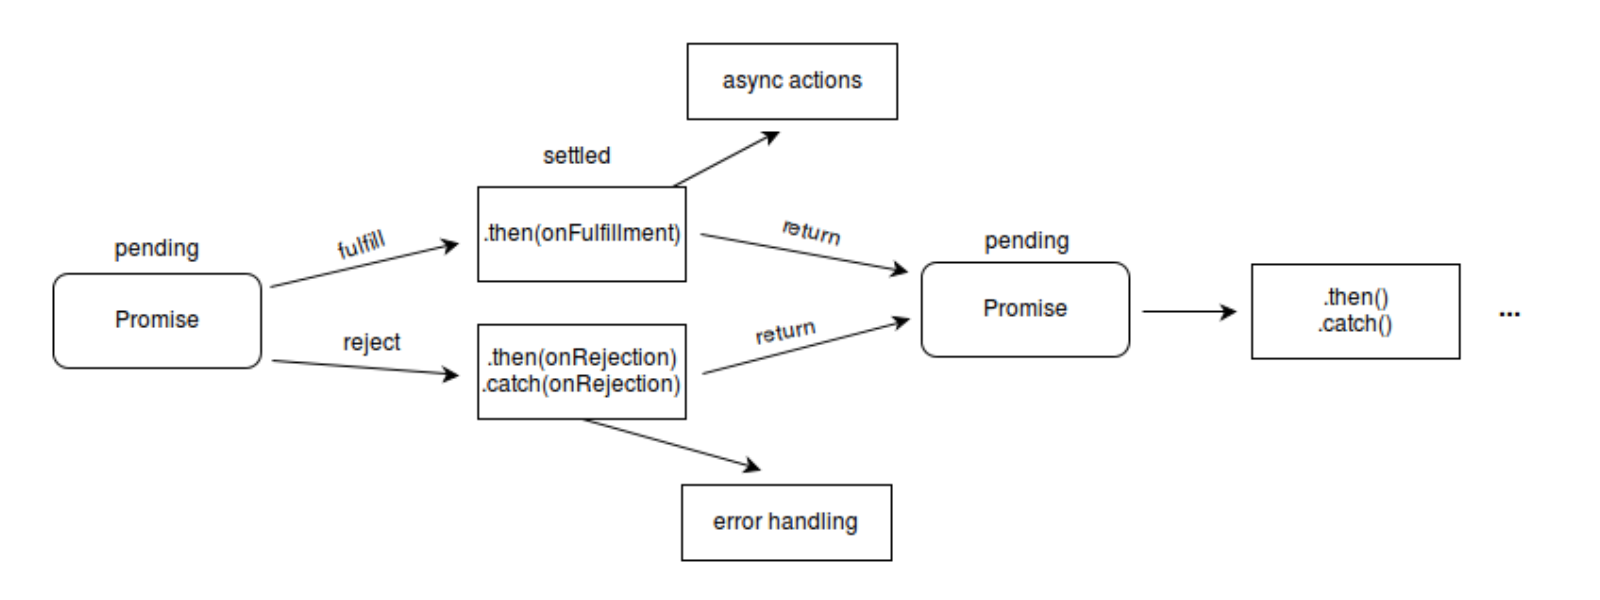 async actions
settled
.then(onFulfillment)
return
pending
fulfill
pending
Promise
Promise
.then()
.catch()
...
reject
return
.then(onRejection)
.catch(onRejection)
error handling